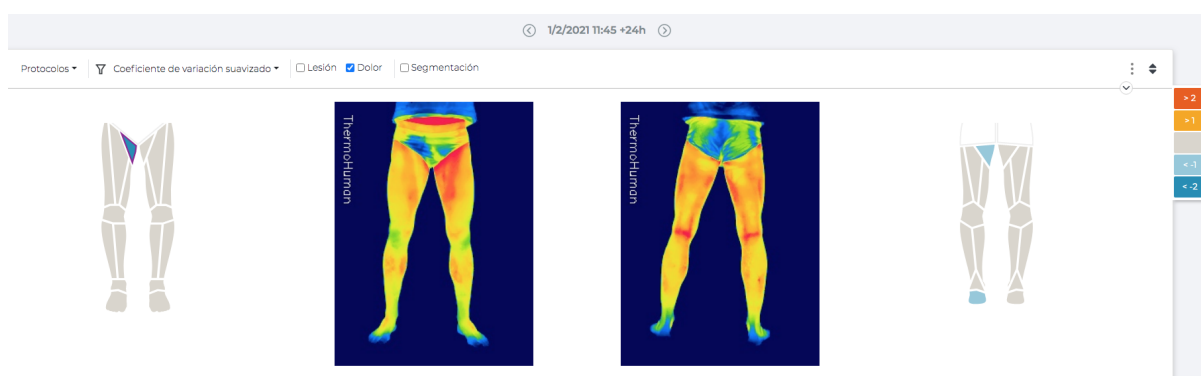 1/2/2021 11:45 +24h
Protocolos
Coeficiente de variación suavizado
Lesión
Dolor
Segmentación
ThermoHuman
ThermoHuman
> 2
> 1
< -1
< -2